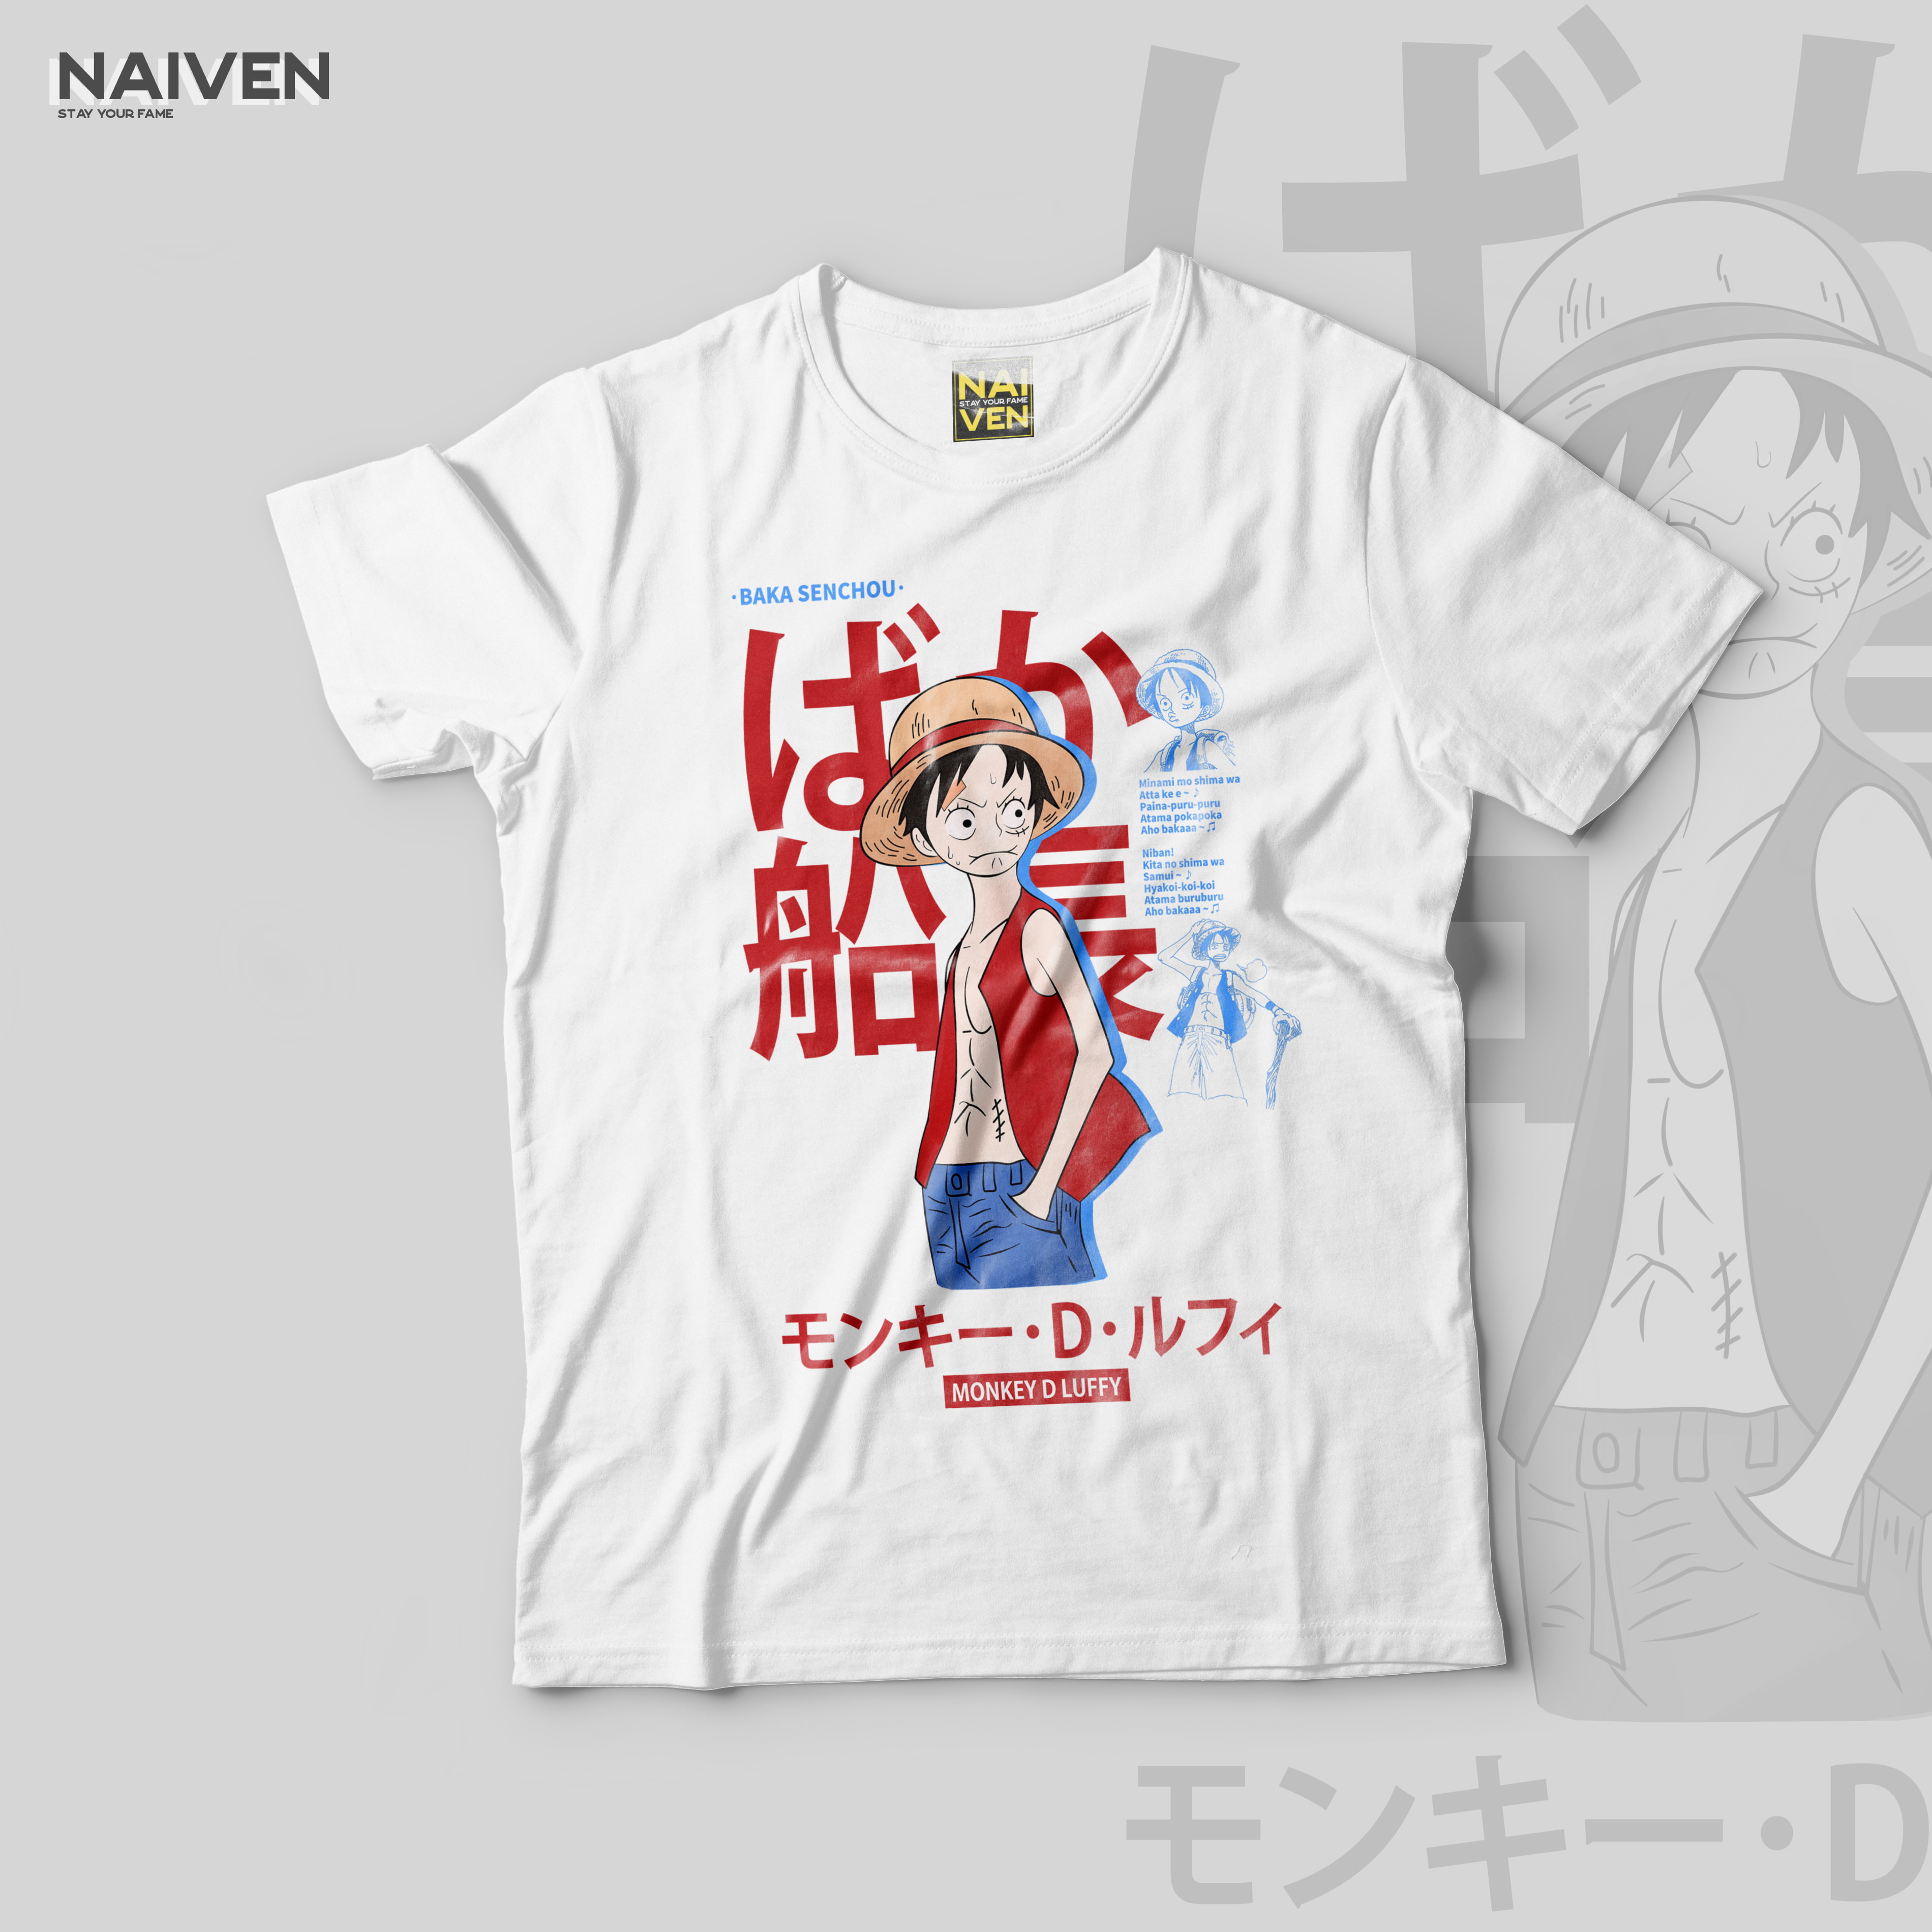 NAIVEN
STAY YOUR FAME
NAI
STAY YOUR FAME
VEN
·BAKA SENCHOU·
ばか
船長
Minami mo shima wa
Atta ke e ~ ♪
Paina-puru-puru
Atama pokapoka
Aho bakaaa ~ ♫
Niban!
Kita no shima wa
Samui ~ ♪
Hyakoi-koi-koi
Atama buruburu
Aho bakaaa ~ ♫
モンキー・D・ルフィ
MONKEY D LUFFY
ば
モンキー・D